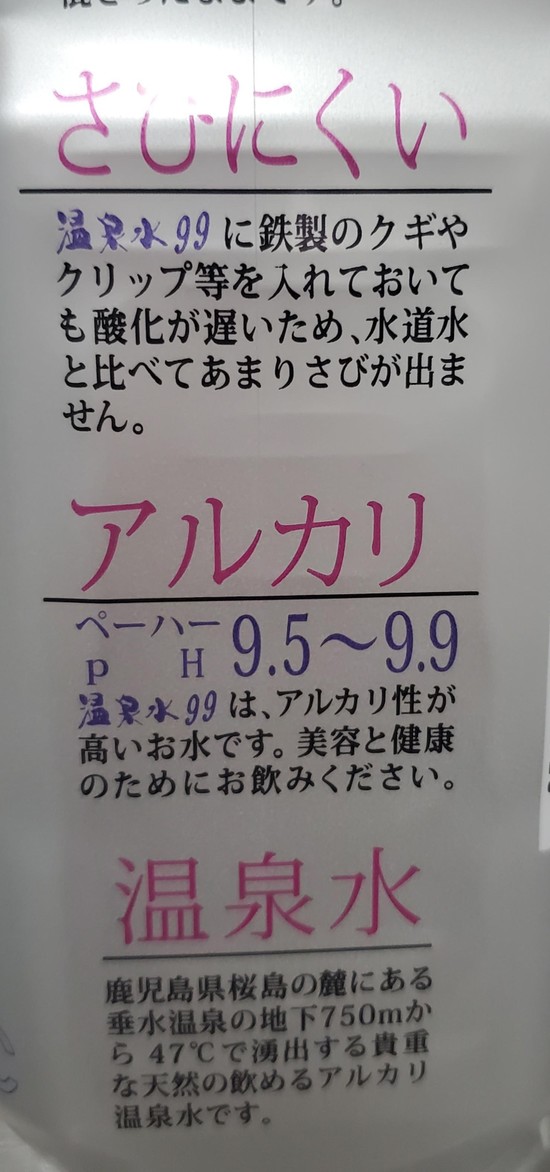 さびにくい
温泉水99に鉄製のクギや
クリップ等を入れておいて
も酸化が遅いため、水道水
と比べてあまりさびが出ま
せん。
アルカリ
ペーハー
pH 9.5〜9.9
温泉水99は、アルカリ性が
高いお水です。美容と健康
のためにお飲みください。
温泉水
鹿児島県桜島の麓にある
垂水温泉の地下750mか
ら 47℃で湧出する貴重
な天然の飲めるアルカリ
温泉水です。